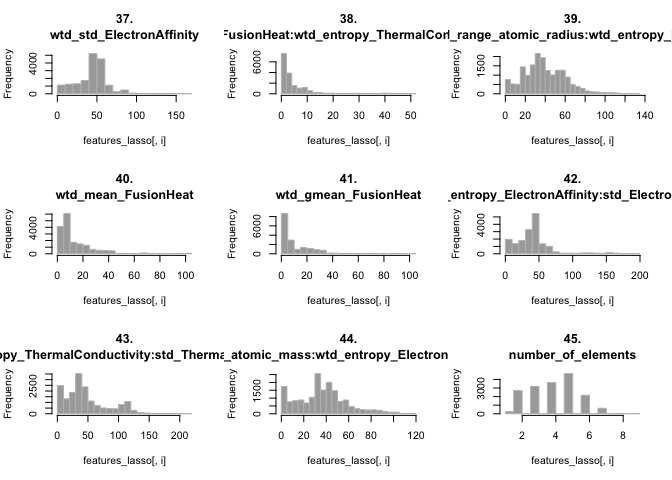 37.
wtd_std_ElectronAffinity
Frequency
0 4000
0 50 100 150
features_lasso[, i]
38.
FusionHeat:wtd_entropy_ThermalCon
Frequency
0 6000
0 10 20 30 40 50
features_lasso[, i]
39.
d_range_atomic_radius:wtd_entropy_
Frequency
0 1500
0 20 40 60 80 100 140
features_lasso[, i]
40.
wtd_mean_FusionHeat
Frequency
0 4000
0 20 40 60 80 100
features_lasso[, i]
41.
wtd_gmean_FusionHeat
Frequency
0 6000
0 20 40 60 80 100
features_lasso[, i]
42.
_entropy_ElectronAffinity:std_Electro
Frequency
0 4000
0 50 100 150 200
features_lasso[, i]
43.
opy_ThermalConductivity:std_Therma
Frequency
0 2500
0 50 100 150 200
features_lasso[, i]
44.
_atomic_mass:wtd_entropy_Electron
Frequency
0 1500
0 20 40 60 80 120
features_lasso[, i]
45.
number_of_elements
Frequency
0 3000
2 4 6 8
features_lasso[, i]